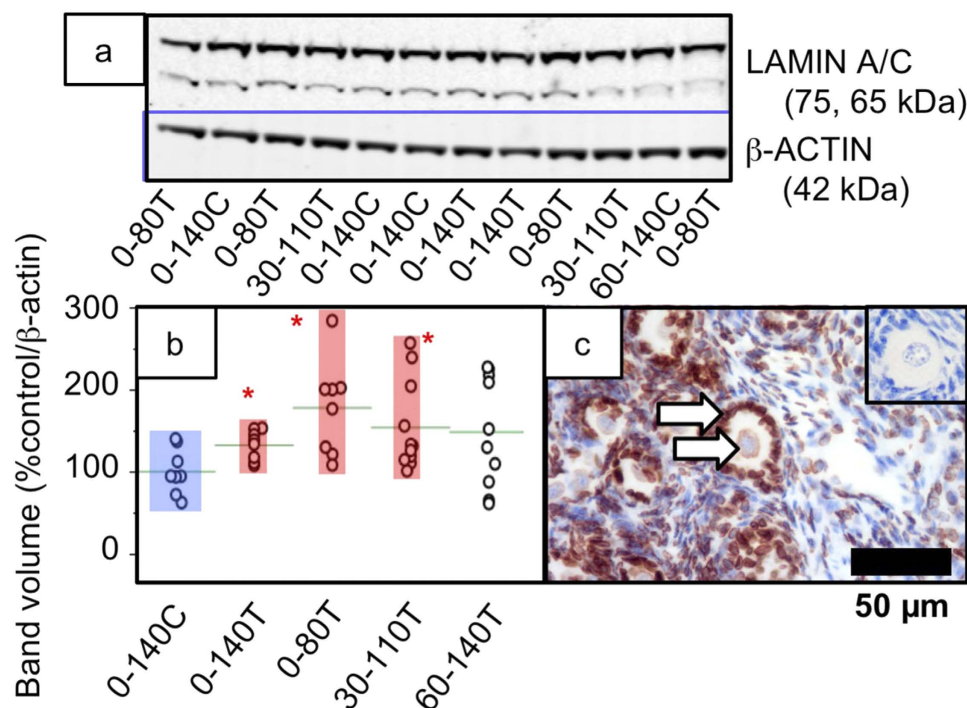 a
LAMIN A/C
(75, 65 kDa)
β-ACTIN
(42 kDa)
0-80T
0-140C
0-80T
30-110T
0-140C
0-140C
0-140T
0-140T
0-80T
30-110T
60-140C
0-80T
Band volume (%control/β-actin)
300
200
100
0
b
*
*
*
0-140C
0-140T
0-80T
30-110T
60-140T
c
50 µm